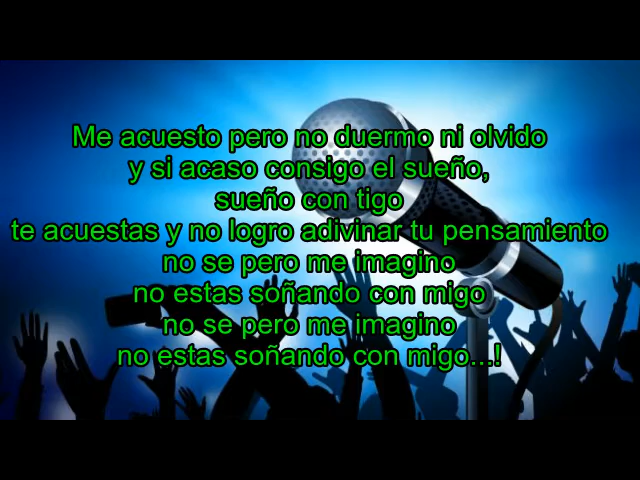 Me acuesto pero no duermo ni olvido
y si acaso consigo el sueño,
sueño con tigo
te acuestas y no logro adivinar tu pensamiento
no se pero me imagino
no estas soñando con migo
no se pero me imagino
no estas soñando con migo...!